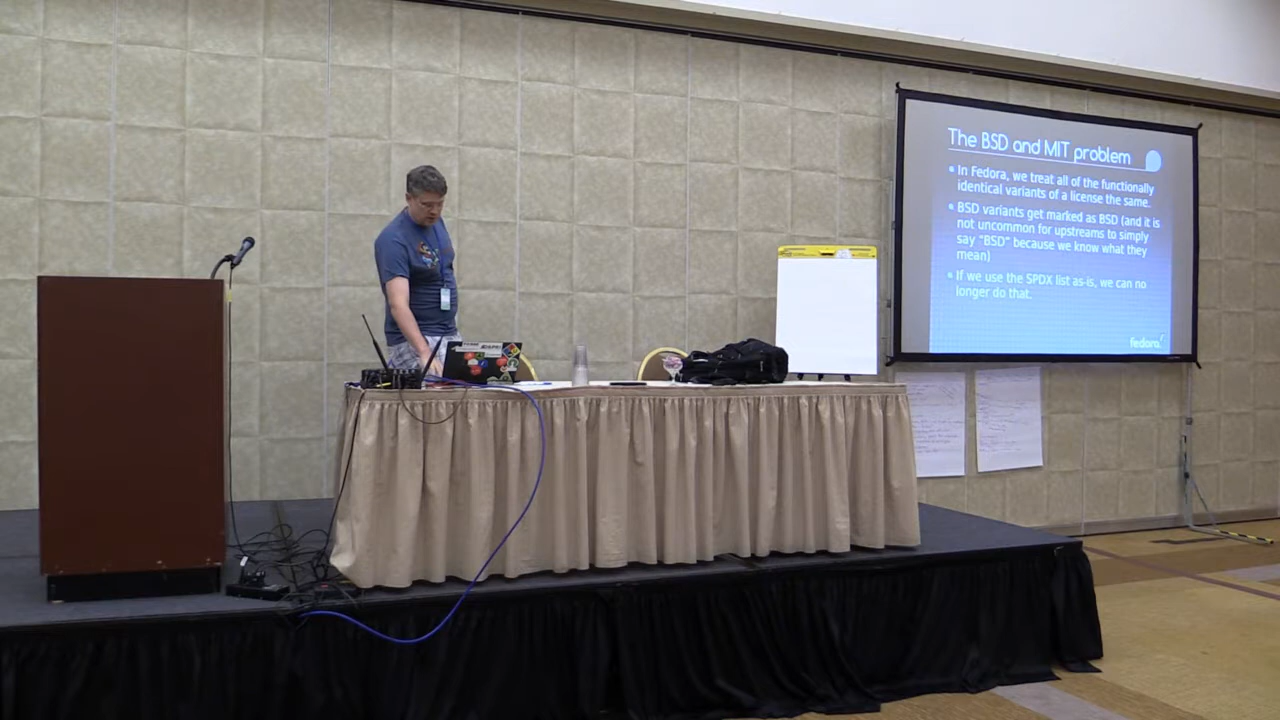 The BSD and MIT problem
• In Fedora, we treat all of the functionally
identical variants of a license the same.
• BSD variants get marked as BSD (and it is
not uncommon for upstreams to simply
say "BSD" because we know what they
mean)
• If we use the SPDX list as-is, we can no
longer do that.
fedora